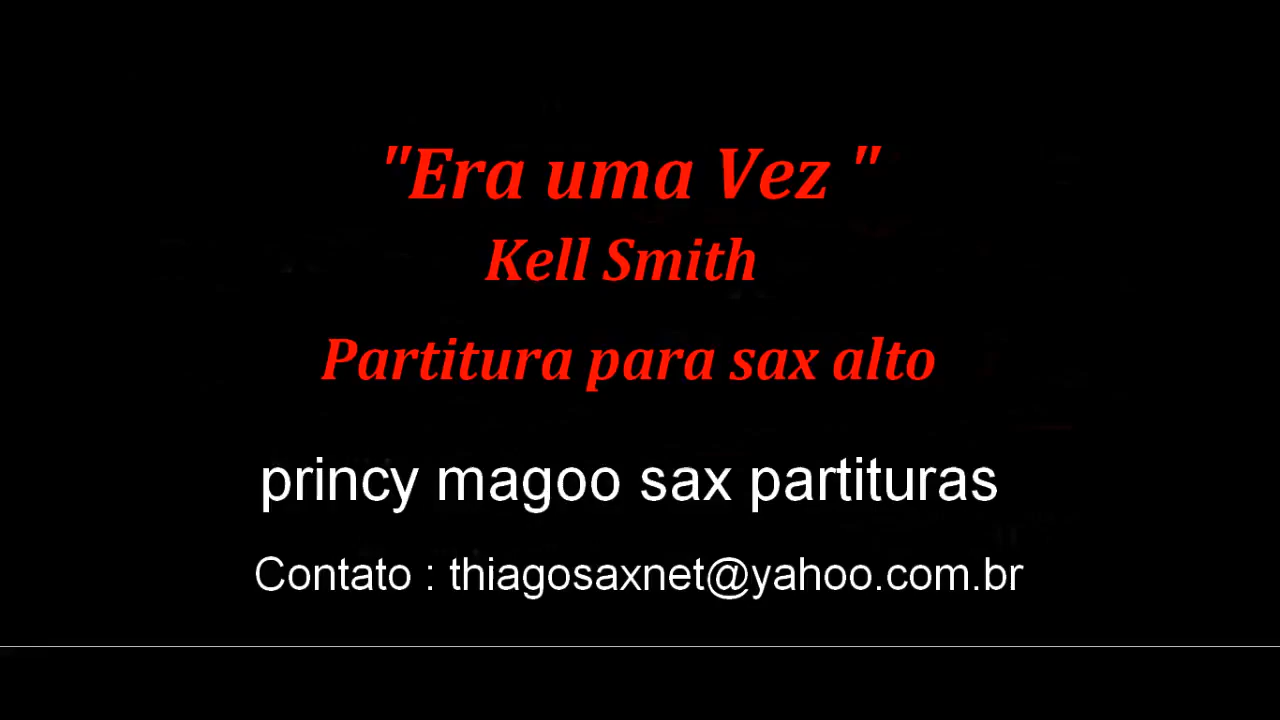 "Era uma Vez "
Kell Smith
Partitura para sax alto
princy magoo sax partituras
Contato : thiagosaxnet@yahoo.com.br